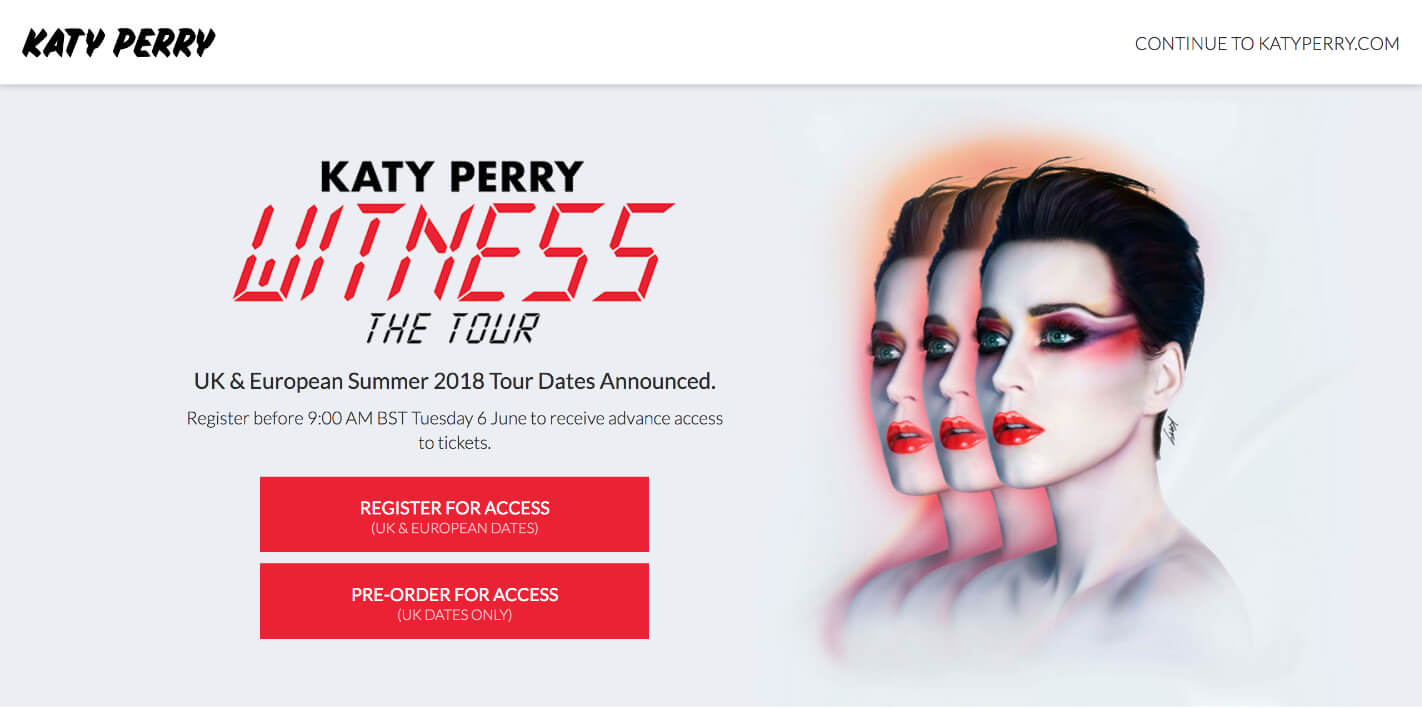 KATY PERRY
CONTINUE TO KATYPERRY.COM
KATY PERRY
WITNESS
THE TOUR
UK & European Summer 2018 Tour Dates Announced.
Register before 9:00 AM BST Tuesday 6 June to receive advance access
to tickets.
REGISTER FOR ACCESS
(UK & EUROPEAN DATES)
PRE-ORDER FOR ACCESS
(UK DATES ONLY)
Katy